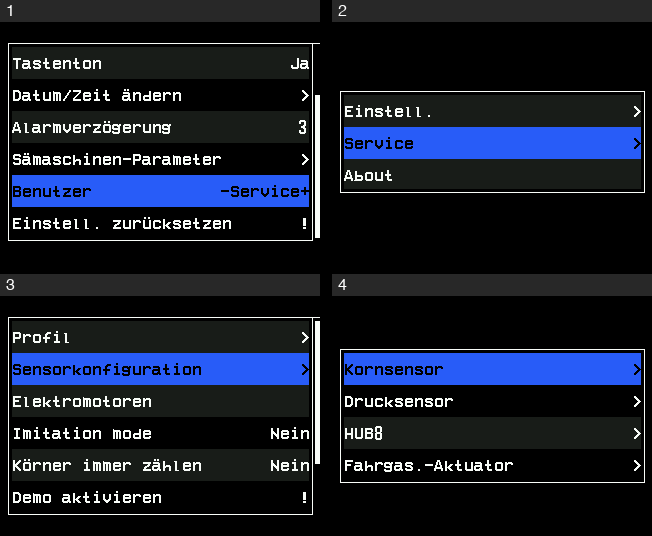 1
Tastenton Ja
Datum/Zeit ändern >
Alarmverzögerung 3
Sämaschinen-Parameter >
Benutzer -Service+
Einstell. zurücksetzen !
2
Einstell. >
Service >
About
3
Profil >
Sensorkonfiguration >
Elektromotoren
Imitation mode Nein
Körner immer zählen Nein
Demo aktivieren !
4
Kornsensor >
Drucksensor >
HUB8 >
Fahrgas.-Aktuator >